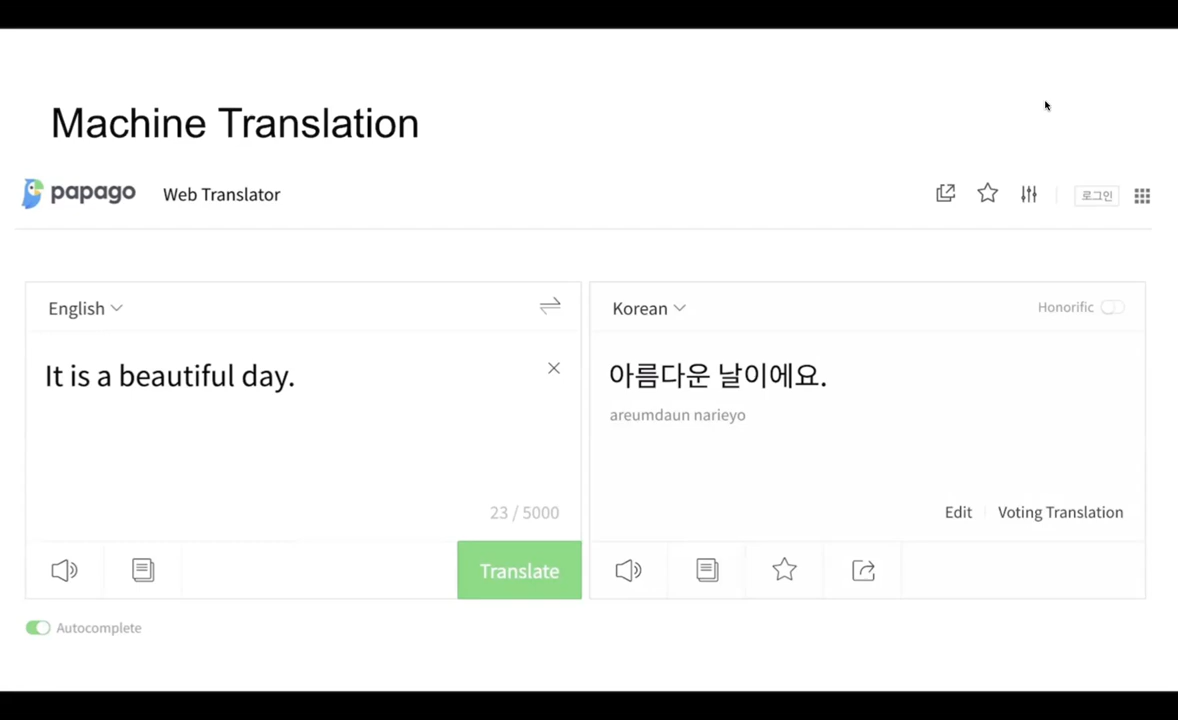 Machine Translation
papago Web Translator 로그인
English
Korean Honorific
It is a beautiful day.
아름다운 날이에요.
areumdaun narieyo
23 / 5000
Edit Voting Translation
Translate
Autocomplete